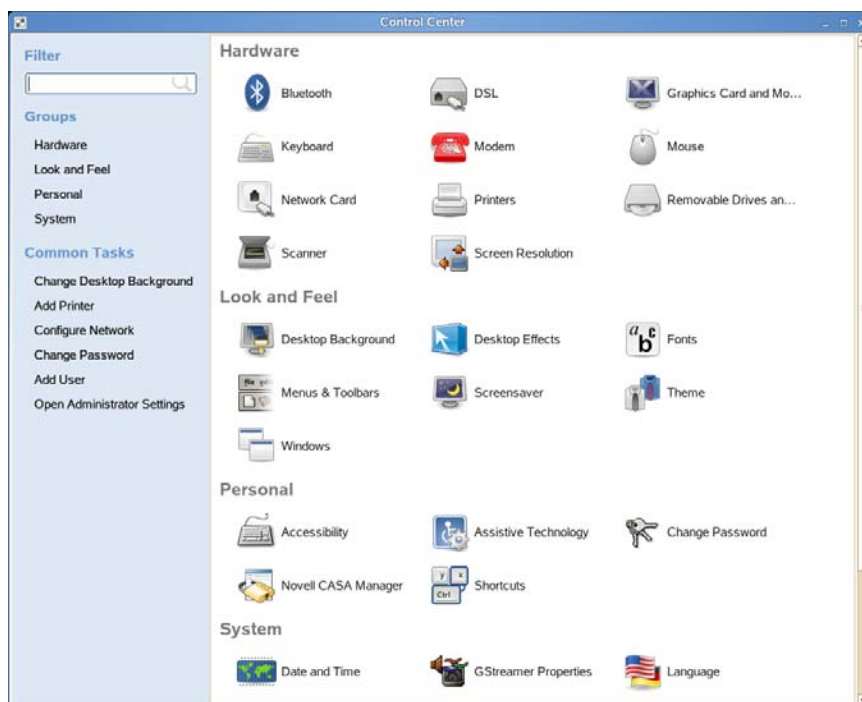 Control Center
Filter
Groups
Hardware
Look and Feel
Personal
System
Common Tasks
Change Desktop Background
Add Printer
Configure Network
Change Password
Add User
Open Administrator Settings
Hardware
Bluetooth
DSL
Graphics Card and Mo...
Keyboard
Modem
Mouse
Network Card
Printers
Removable Drives an...
Scanner
Screen Resolution
Look and Feel
Desktop Background
Desktop Effects
a b c
Fonts
file edi
Menus & Toolbars
Screensaver
Theme
Windows
Personal
Accessibility
Assistive Technology
Change Password
Novell CASA Manager
y x
Ctrl
Shortcuts
System
Date and Time
GStreamer Properties
Language